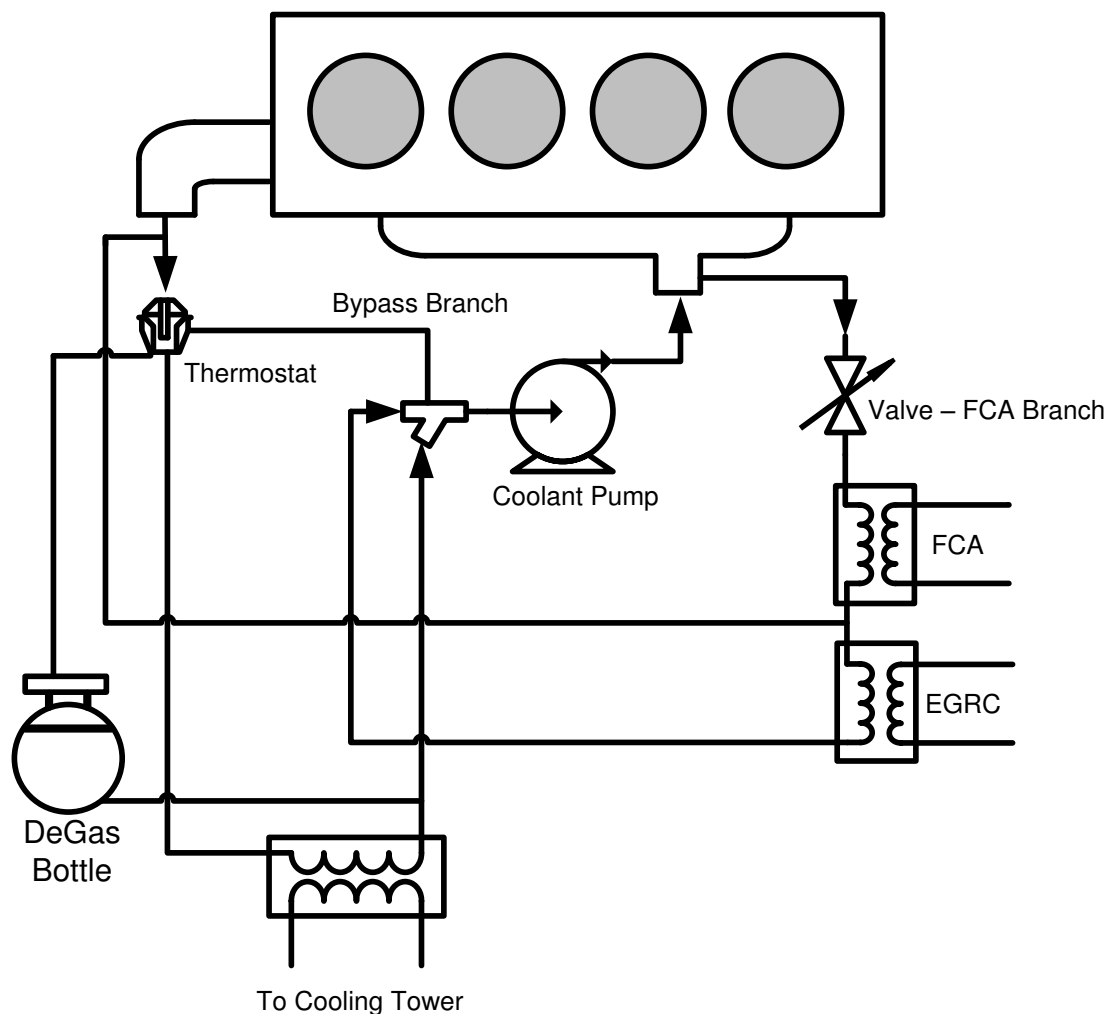 Bypass Branch
Thermostat
Valve – FCA Branch
Coolant Pump
FCA
EGRC
DeGas
Bottle
To Cooling Tower